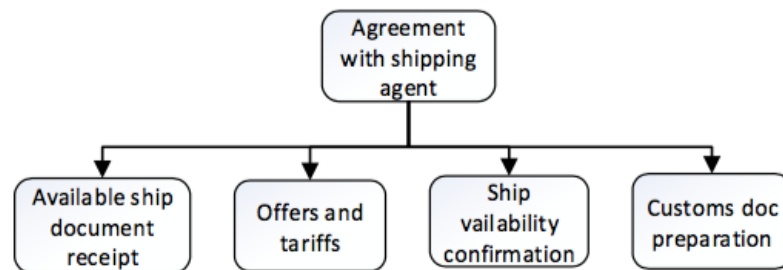 Agreement
with shipping
agent
Available ship
document
receipt
Offers and
tariffs
Ship
vailability
confirmation
Customs doc
preparation